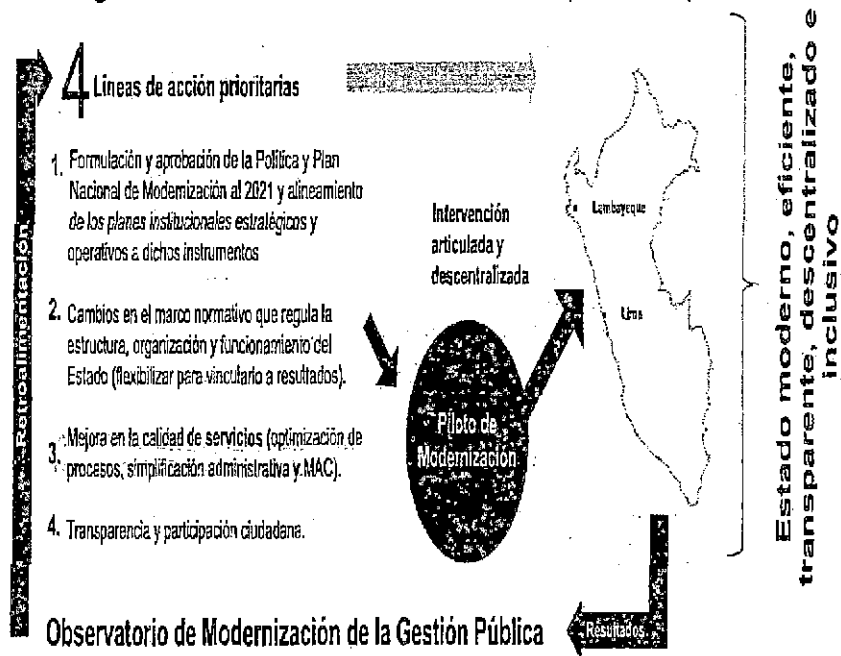 4 Líneas de acción prioritarias
1. Formulación y aprobación de la Política y Plan
Nacional de Modernización al 2021 y alineamiento
de los planes institucionales estratégicos y
operativos a dichos instrumentos
2. Cambios en el marco normativo que regula la
estructura, organización y funcionamiento del
Estado (flexibilizar para vincularlo a resultados).
3. Mejora en la calidad de servicios (optimización de
procesos, simplificación administrativa y MAC).
4. Transparencia y participación ciudadana.
Retroalimentación
Intervención
articulada y
descentralizada
Piloto de
Modernización
Lambayeque
Lima
Estado moderno, eficiente,
transparente, descentralizado e
inclusivo
Observatorio de Modernización de la Gestión Pública
Resultados